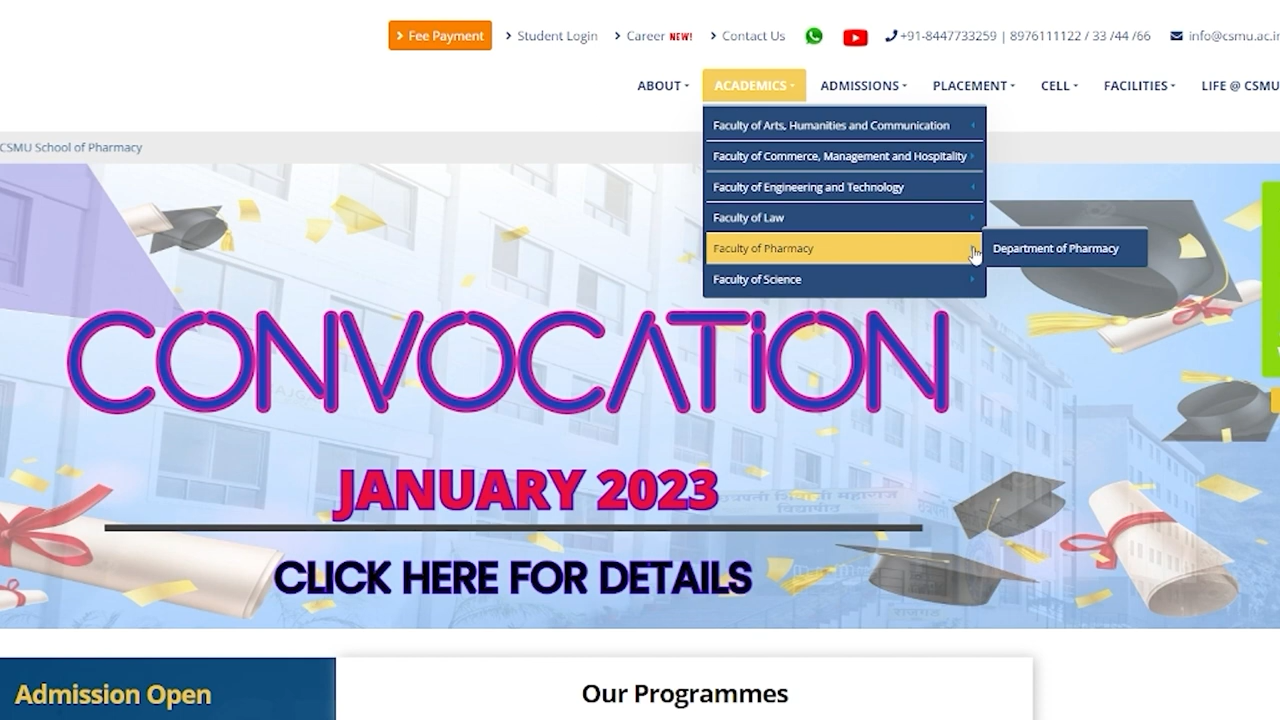 Fee Payment
Student Login
Career NEW!
Contact Us
+91-8447733259 | 8976111122 / 33 /44 /66
info@csmu.ac.in
ABOUT
ACADEMICS
ADMISSIONS
PLACEMENT
CELL
FACILITIES
LIFE @ CSMU
Faculty of Arts, Humanities and Communication
Faculty of Commerce, Management and Hospitality
Faculty of Engineering and Technology
Faculty of Law
Faculty of Pharmacy
Department of Pharmacy
Faculty of Science
CSMU School of Pharmacy
CONVOCATiON
JANUARY 2023
CLICK HERE FOR DETAILS
Admission Open
Our Programmes